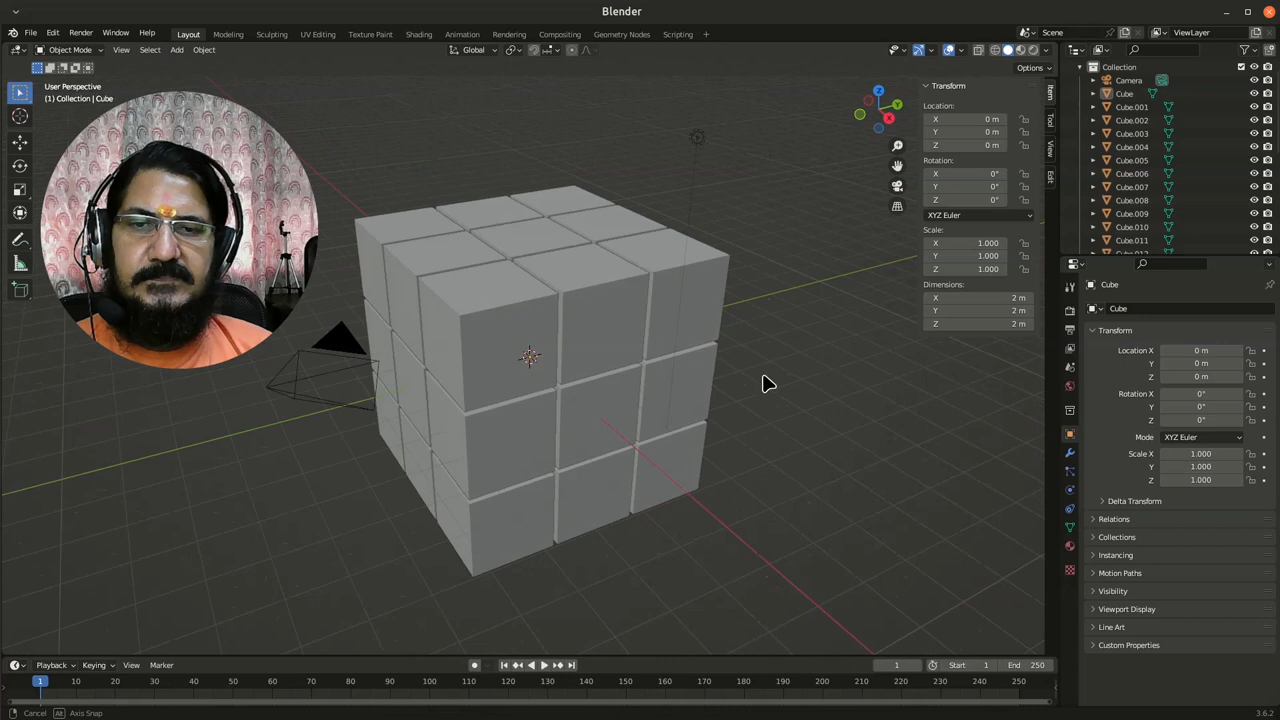 Blender
File Edit Render Window Help Layout Modeling Sculpting UV Editing Texture Paint Shading Animation Rendering Compositing Geometry Nodes Scripting + Scene ViewLayer
Object Mode View Select Add Object Global
Options
User Perspective
(1) Collection | Cube
Z
Y
X
Transform
Location:
X 0 m
Y 0 m
Z 0 m
Rotation:
X 0°
Y 0°
Z 0°
XYZ Euler
Scale:
X 1.000
Y 1.000
Z 1.000
Dimensions:
X 2 m
Y 2 m
Z 2 m
Item
Tool
View
Edit
Collection
Camera
Cube
Cube.001
Cube.002
Cube.003
Cube.004
Cube.005
Cube.006
Cube.007
Cube.008
Cube.009
Cube.010
Cube.011
Cube
Cube
Transform
Location X 0 m
Y 0 m
Z 0 m
Rotation X 0°
Y 0°
Z 0°
Mode XYZ Euler
Scale X 1.000
Y 1.000
Z 1.000
Delta Transform
Relations
Collections
Instancing
Motion Paths
Visibility
Viewport Display
Line Art
Custom Properties
Playback Keying View Marker 1 Start 1 End 250
1 10 20 30 40 50 60 70 80 90 100 110 120 130 140 150 160 170 180 190 200 210 220 230 240 250
Cancel Alt Axis Snap 3.6.2